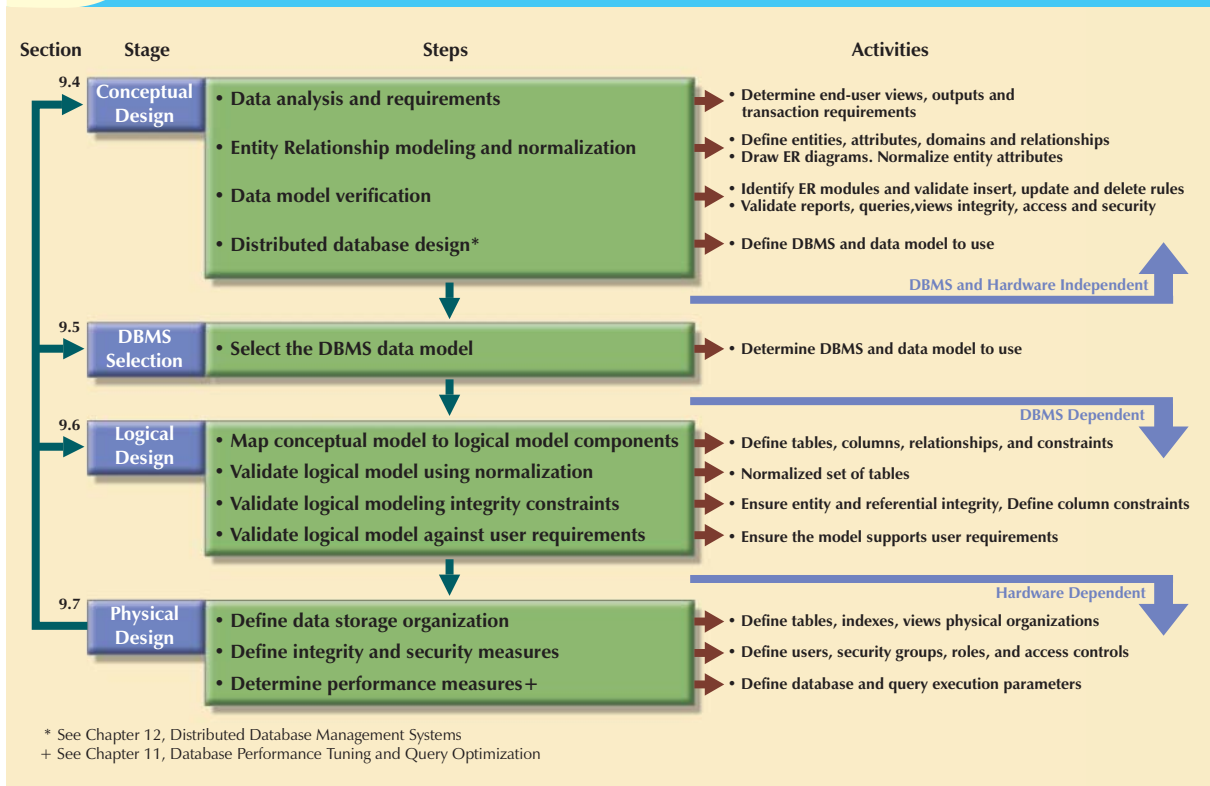 Section Stage Steps Activities
9.4
Conceptual
Design
• Data analysis and requirements
• Determine end-user views, outputs and
transaction requirements
• Entity Relationship modeling and normalization
• Define entities, attributes, domains and relationships
• Draw ER diagrams. Normalize entity attributes
• Data model verification
• Identify ER modules and validate insert, update and delete rules
• Validate reports, queries,views integrity, access and security
• Distributed database design*
• Define DBMS and data model to use
DBMS and Hardware Independent
9.5
DBMS
Selection
• Select the DBMS data model
• Determine DBMS and data model to use
DBMS Dependent
9.6
Logical
Design
• Map conceptual model to logical model components
• Define tables, columns, relationships, and constraints
• Validate logical model using normalization
• Normalized set of tables
• Validate logical modeling integrity constraints
• Ensure entity and referential integrity, Define column constraints
• Validate logical model against user requirements
• Ensure the model supports user requirements
Hardware Dependent
9.7
Physical
Design
• Define data storage organization
• Define tables, indexes, views physical organizations
• Define integrity and security measures
• Define users, security groups, roles, and access controls
• Determine performance measures+
• Define database and query execution parameters
* See Chapter 12, Distributed Database Management Systems
+ See Chapter 11, Database Performance Tuning and Query Optimization